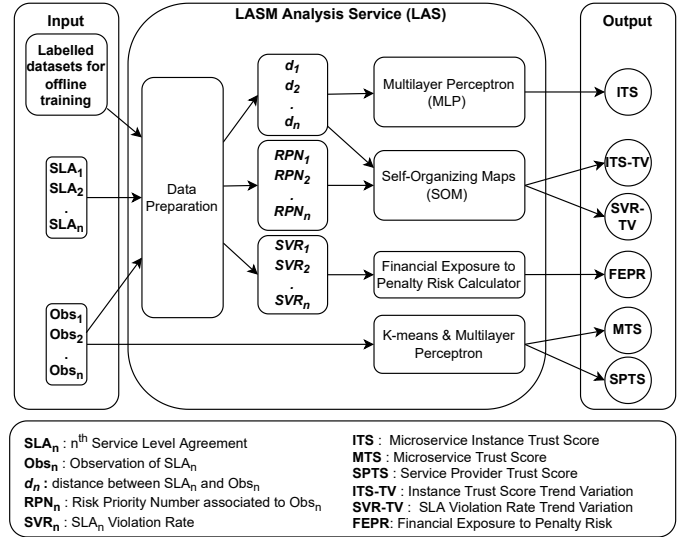 Input
LASM Analysis Service (LAS)
Output
Labelled
datasets for
offline
training
SLA1
SLA2
.
SLAn
Obs1
Obs2
.
Obsn
Data
Preparation
d1
d2
.
dn
RPN1
RPN2
.
RPNn
SVR1
SVR2
.
SVRn
Multilayer Perceptron
(MLP)
Self-Organizing Maps
(SOM)
Financial Exposure to
Penalty Risk Calculator
K-means & Multilayer
Perceptron
ITS
ITS-TV
SVR-
TV
FEPR
MTS
SPTS
SLAn : nth Service Level Agreement
Obsn : Observation of SLAn
dn : distance between SLAn and Obsn
RPNn : Risk Priority Number associated to Obsn
SVRn : SLAn Violation Rate
ITS : Microservice Instance Trust Score
MTS : Microservice Trust Score
SPTS : Service Provider Trust Score
ITS-TV : Instance Trust Score Trend Variation
SVR-TV : SLA Violation Rate Trend Variation
FEPR: Financial Exposure to Penalty Risk